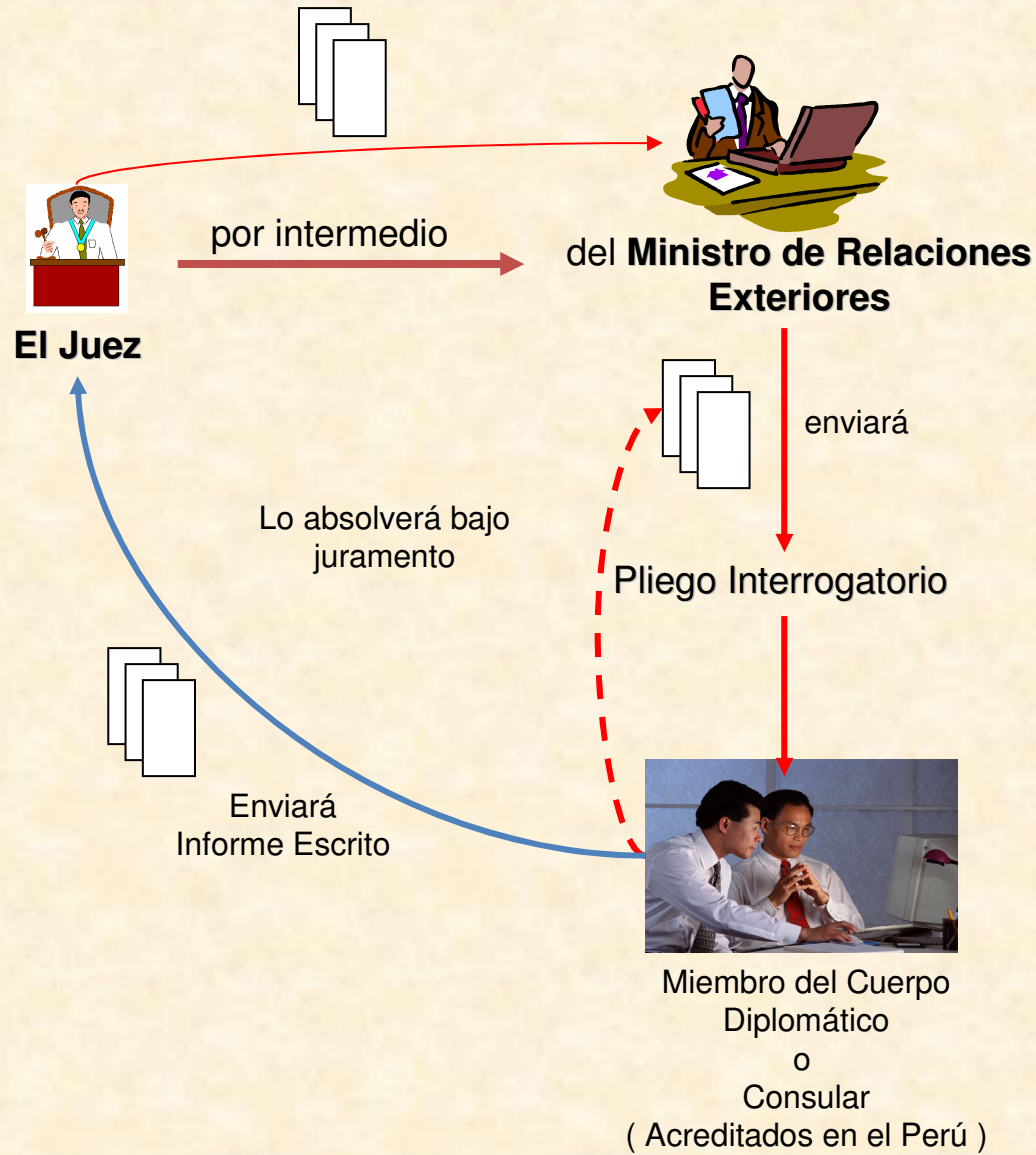 por intermedio
del Ministro de Relaciones
Exteriores
El Juez
enviará
Lo absolverá bajo
juramento
Pliego Interrogatorio
Enviará
Informe Escrito
Miembro del Cuerpo
Diplomático
o
Consular
( Acreditados en el Perú )